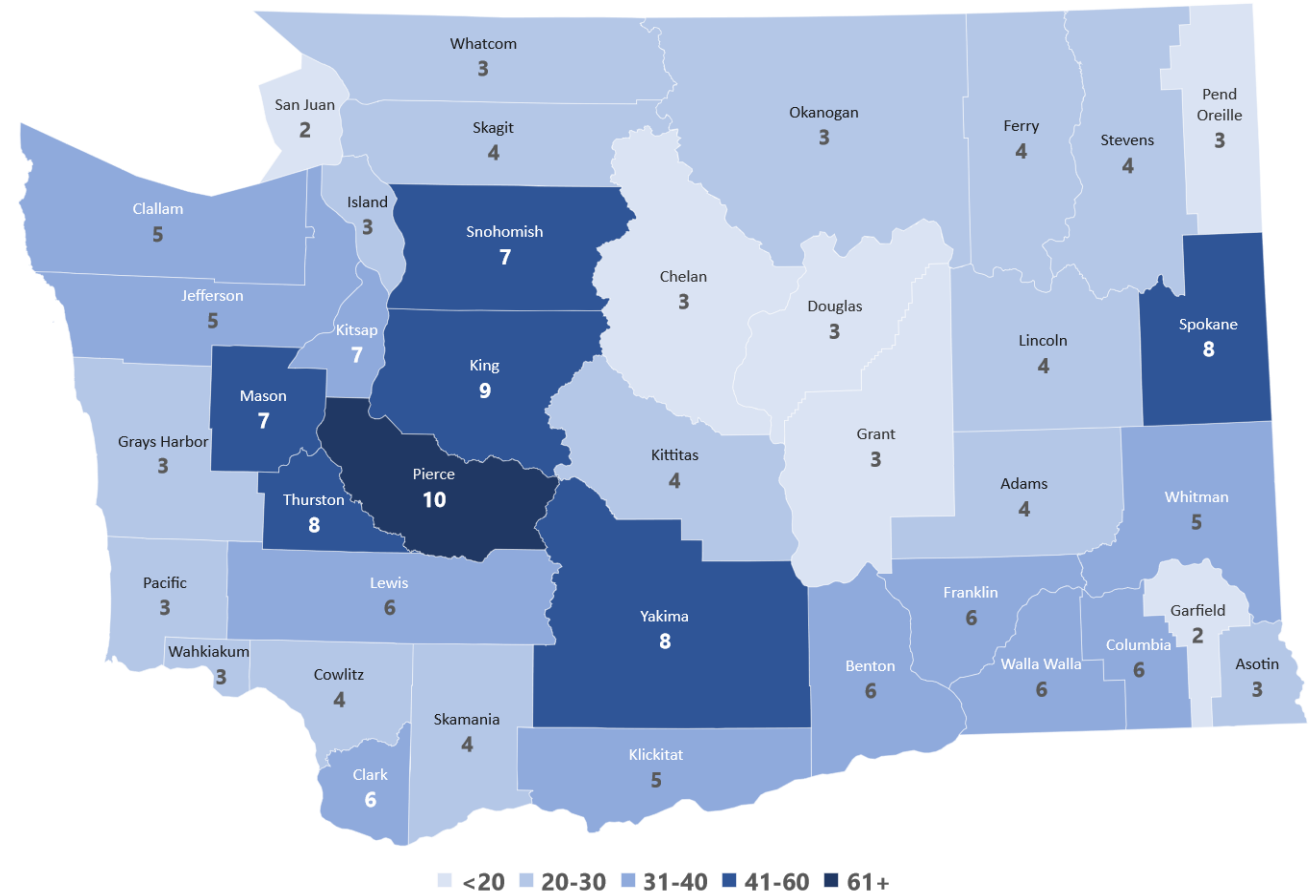 Whatcom
3
San Juan
2
Skagit
4
Okanogan
3
Ferry
4
Stevens
4
Pend
Oreille
3
Clallam
5
Island
3
Snohomish
7
Chelan
3
Douglas
3
Jefferson
5
Kitsap
7
King
9
Lincoln
4
Spokane
8
Mason
7
Grays Harbor
3
Pierce
10
Kittitas
4
Grant
3
Adams
4
Whitman
5
Thurston
8
Pacific
3
Lewis
6
Yakima
8
Franklin
6
Garfield
2
Wahkiakum
3
Cowlitz
4
Skamania
4
Benton
6
Walla Walla
6
Columbia
6
Asotin
3
Clark
6
Klickitat
5
<20 20-30 31-40 41-60 61+